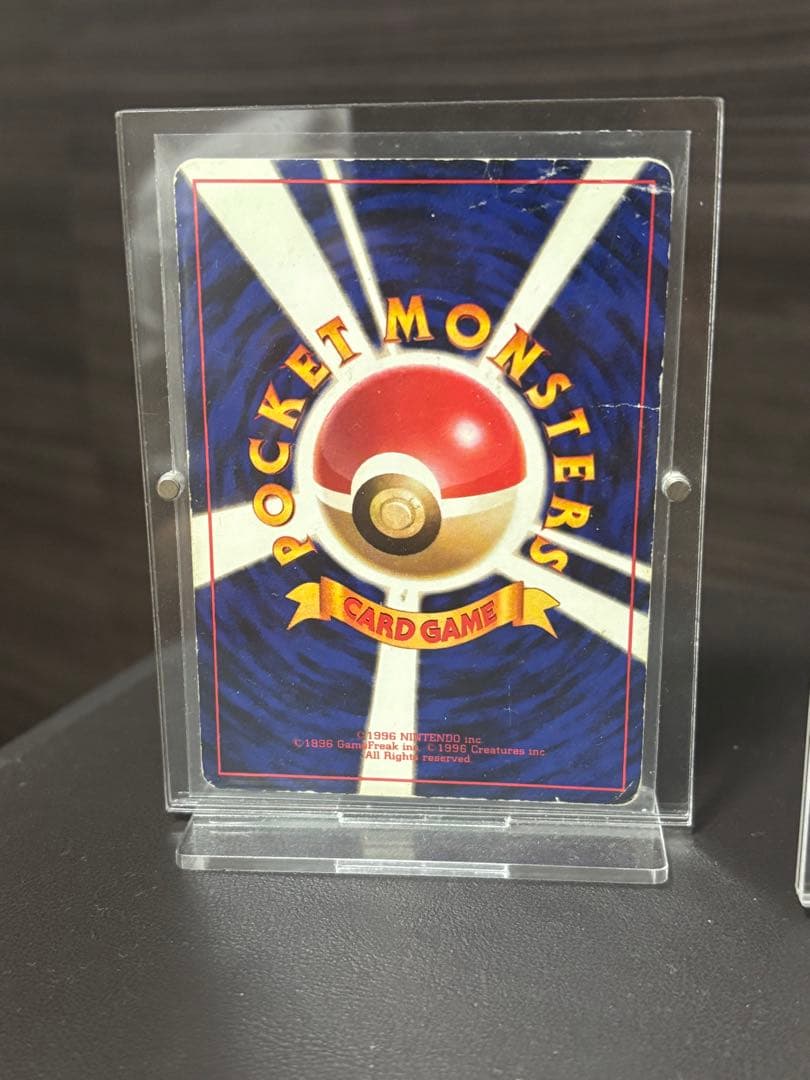 POCKET MONSTERS
CARD GAME
©1996 NINTENDO inc.
©1996 GameFreak inc. ©1996 Creatures inc.
All Rights reserved.